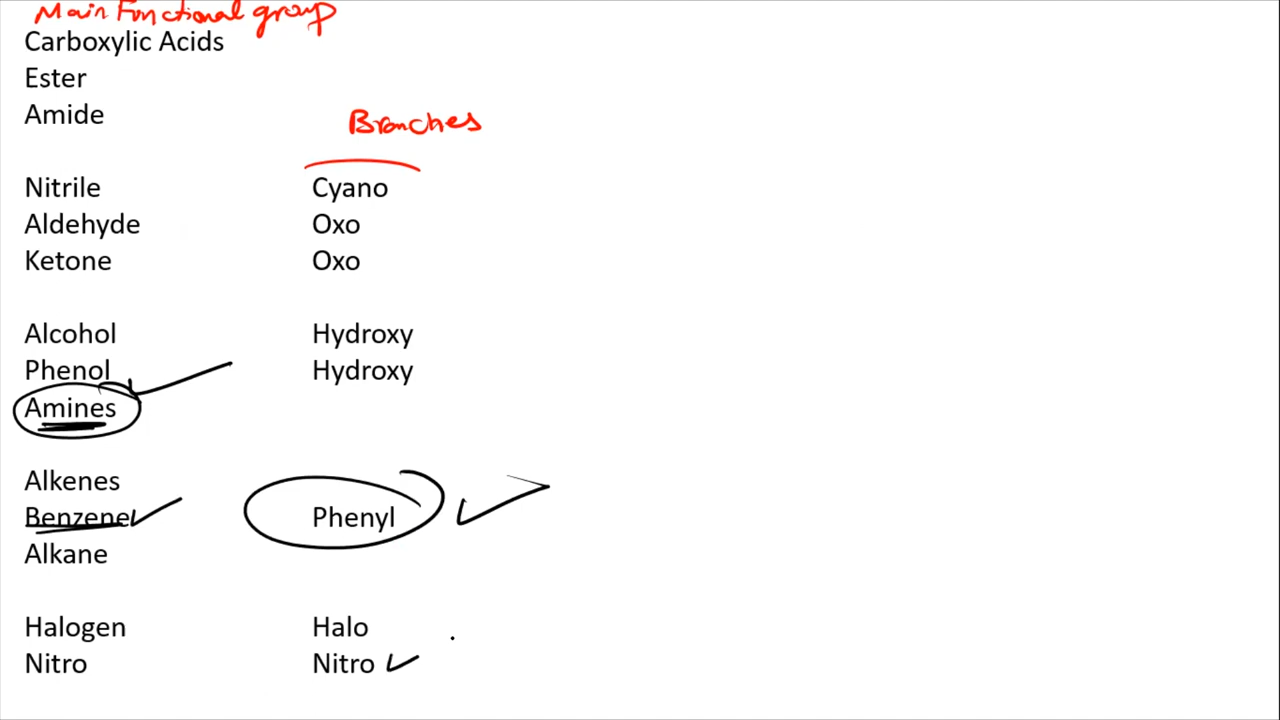 Main Functional group
Carboxylic Acids
Ester
Amide
Branches
Nitrile Cyano
Aldehyde Oxo
Ketone Oxo
Alcohol Hydroxy
Phenol Hydroxy
Amines
Alkenes
Benzene Phenyl
Alkane
Halogen Halo
Nitro Nitro